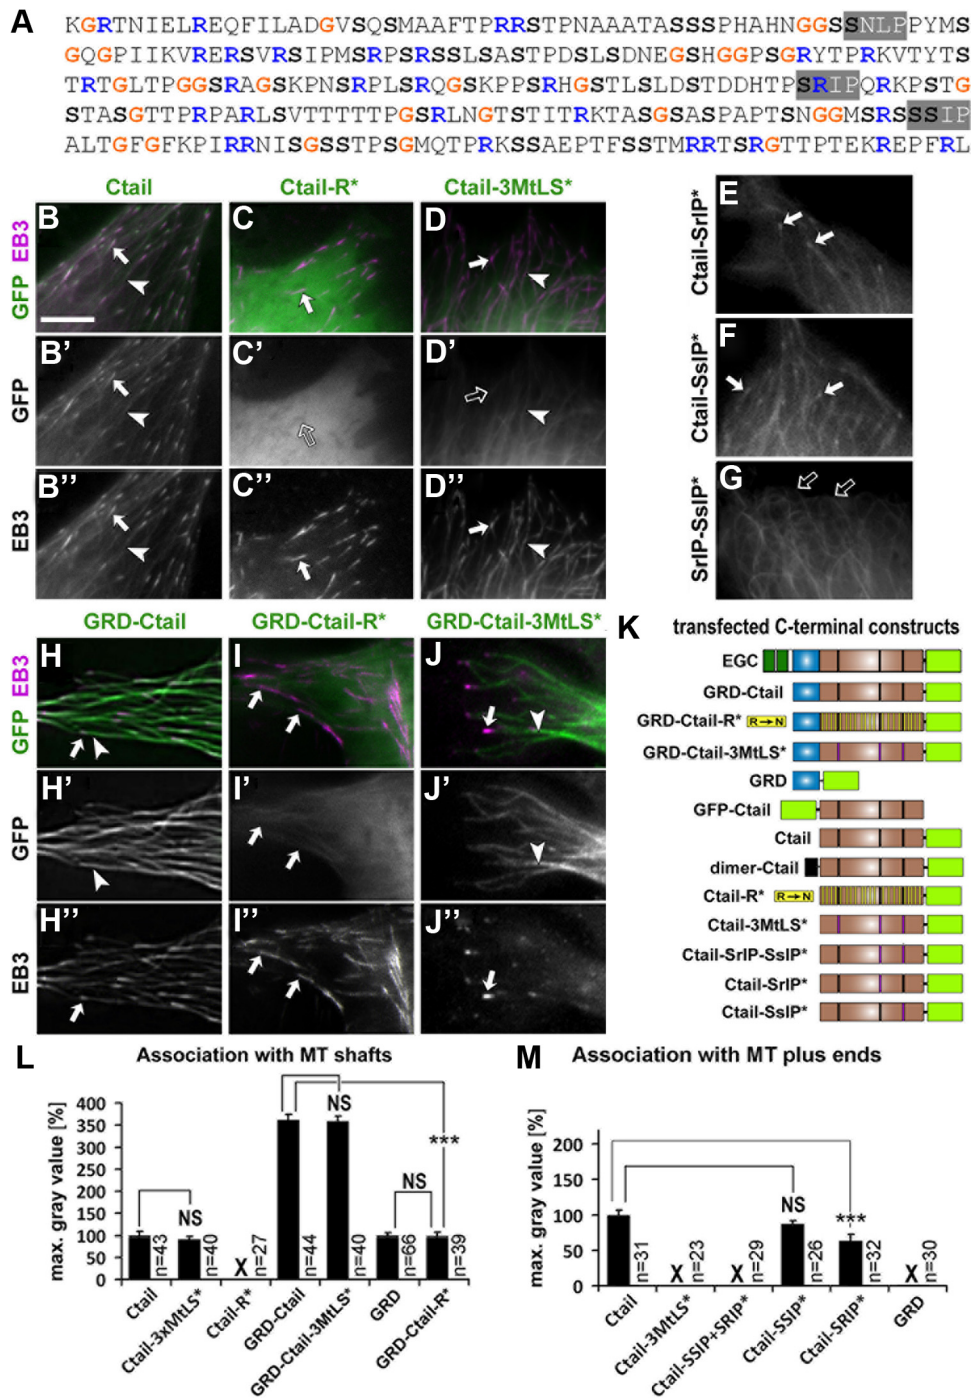 A
KGRTNIELREQFILADGVSQSMAAFTPRRSTPNAAATASSSPHAHNGGSSNLPPYMS
GQGPIIKVRERSVRSIPMSRPSRSSSLSASTPDSLSDNEGSHGGPSGRYTPRKVTYTS
TRTGLTPGGSRAGSKPNSRPLSRQGSKPPSRHGSTLSLDSTDDHTPSRIPQRKPSTG
STASGTTPRPARLSVTTTTTPGSRLNGTSTITRKTASGSASPAPTSNGGMSRSSSIP
ALTGFGFKPIRRNISGSSTPSGMQTPRKSSAEPTFSSTMRRTSRGTTPTEKREPFRL
Ctail
Ctail-R*
Ctail-3MtLS*
GFP EB3
B
C
D
GFP
B'
C'
D'
EB3
B''
C''
D''
Ctail-SrIP*
E
Ctail-SsIP*
F
SrIP-SsIP*
G
GRD-Ctail
GRD-Ctail-R*
GRD-Ctail-3MtLS*
GFP EB3
H
I
J
GFP
H'
I'
J'
EB3
H''
I''
J''
K
transfected C-terminal constructs
EGC
GRD-Ctail
GRD-Ctail-R* R→N
GRD-Ctail-3MtLS*
GRD
GFP-Ctail
Ctail
dimer-Ctail
Ctail-R* R→N
Ctail-3MtLS*
Ctail-SrIP-SsIP*
Ctail-SrIP*
Ctail-SsIP*
L
Association with MT shafts
max. gray value [%]
400
350
300
250
200
150
100
50
0
NS
X
NS
NS
***
n=43
n=40
n=27
n=44
n=40
n=66
n=39
Ctail
Ctail-3xMtLS*
Ctail-R*
GRD-Ctail
GRD-Ctail-3MtLS*
GRD
GRD-Ctail-R*
M
Association with MT plus ends
max. gray value [%]
200
150
100
50
0
X
X
NS
***
X
n=31
n=23
n=29
n=26
n=32
n=30
Ctail
Ctail-3MtLS*
Ctail-SSIP+SRIP*
Ctail-SSIP*
Ctail-SRIP*
GRD